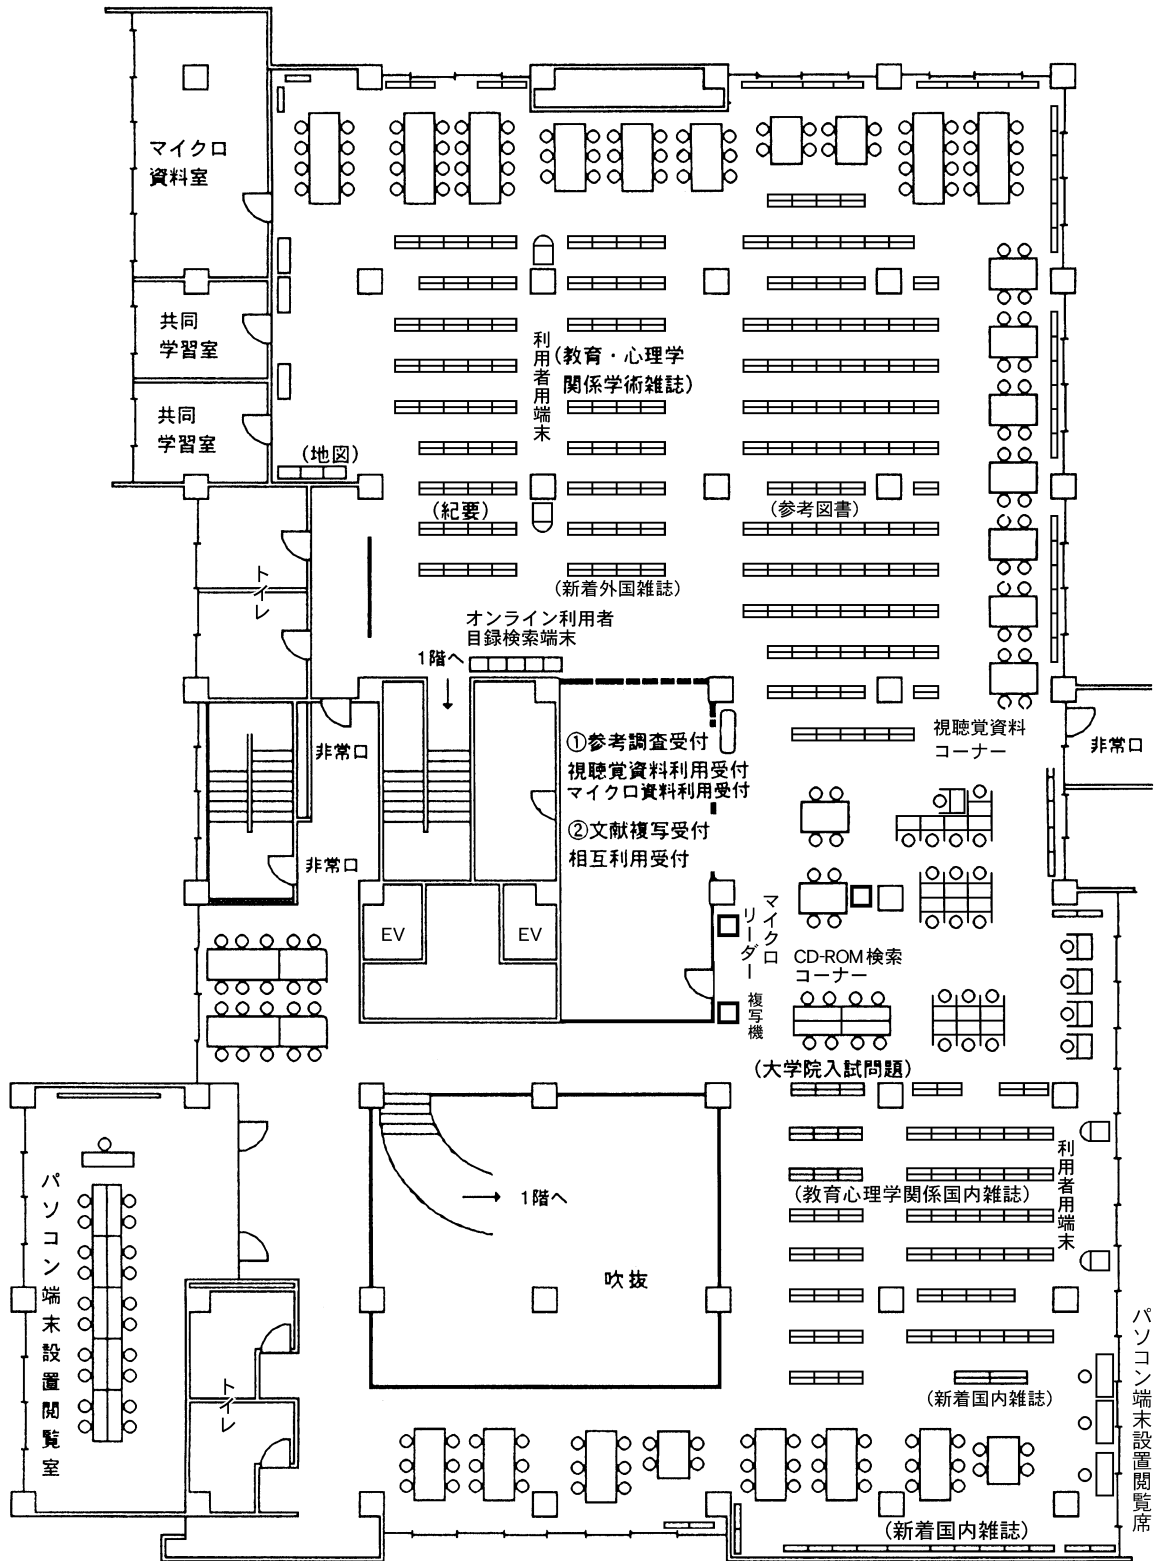 マイクロ
資料室
共同
学習室
共同
学習室
(地図)
利用者用端末
(教育・心理学
関係学術雑誌)
(紀要)
(参考図書)
(新着外国雑誌)
トイレ
オンライン利用者
目録検索端末
1階へ
①参考調査受付
視聴覚資料利用受付
マイクロ資料利用受付
②文献複写受付
相互利用受付
視聴覚資料
コーナー
非常口
非常口
非常口
EV
EV
マイクロ
リーダー
複写機
CD-ROM検索
コーナー
(大学院入試問題)
利用者用端末
(教育心理学関係国内雑誌)
1階へ
吹抜
パソコン端末設置閲覧室
トイレ
(新着国内雑誌)
パソコン端末設置閲覧席
(新着国内雑誌)